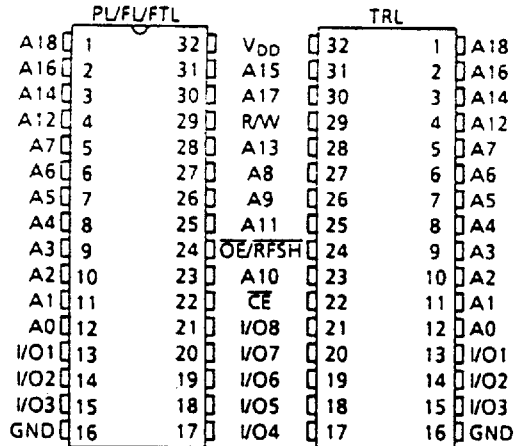 PL/FL/FTL TRL
A18 1 32 VDD 32 1 A18
A16 2 31 A15 31 2 A16
A14 3 30 A17 30 3 A14
A12 4 29 R/W 29 4 A12
A7 5 28 A13 28 5 A7
A6 6 27 A8 27 6 A6
A5 7 26 A9 26 7 A5
A4 8 25 A11 25 8 A4
A3 9 24 OE/RFSH 24 9 A3
A2 10 23 A10 23 10 A2
A1 11 22 CE 22 11 A1
A0 12 21 I/O8 21 12 A0
I/O1 13 20 I/O7 20 13 I/O1
I/O2 14 19 I/O6 19 14 I/O2
I/O3 15 18 I/O5 18 15 I/O3
GND 16 17 I/O4 17 16 GND